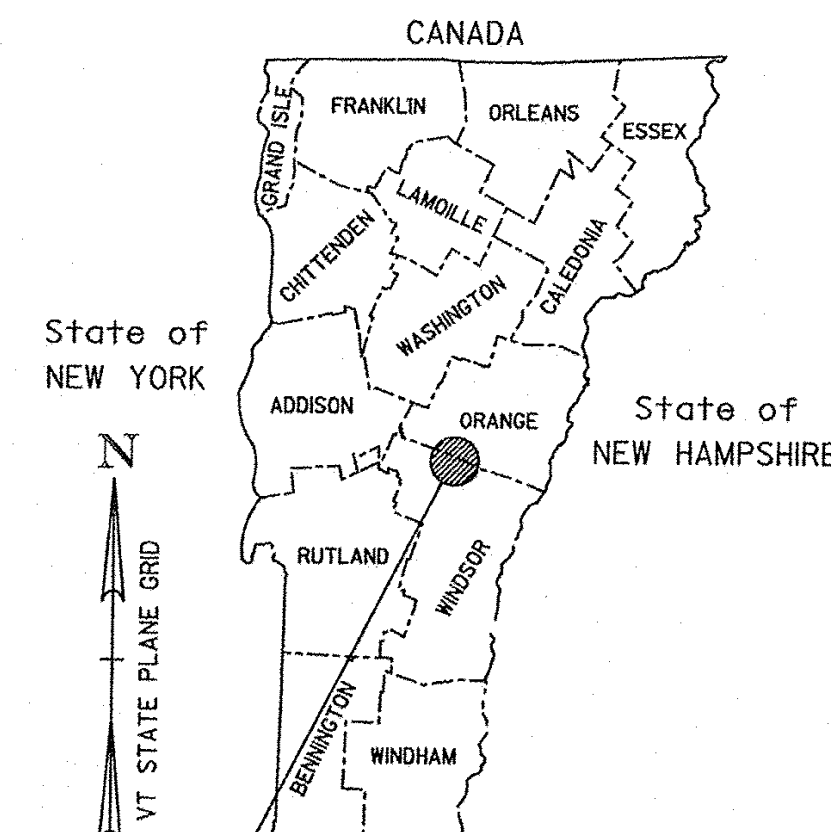 CANADA
FRANKLIN
ORLEANS
ESSEX
GRAND ISLE
LAMOILLE
CHITTENDEN
CALEDONIA
WASHINGTON
State of
NEW YORK
ADDISON
ORANGE
State of
NEW HAMPSHIRE
N
RUTLAND
WINDSOR
VT STATE PLANE GRID
BENNINGTON
WINDHAM